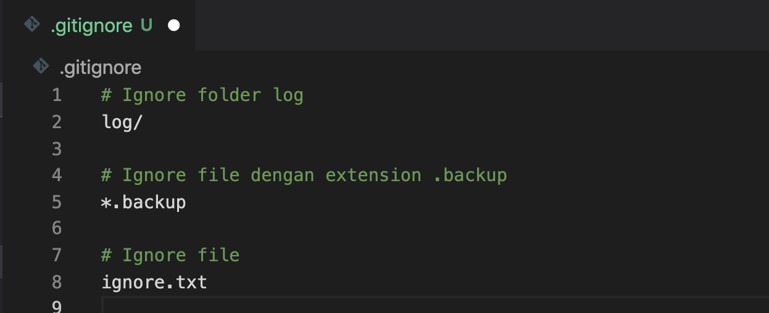 .gitignore U
.gitignore
1 # Ignore folder log
2 log/
3
4 # Ignore file dengan extension .backup
5 *.backup
6
7 # Ignore file
8 ignore.txt
9